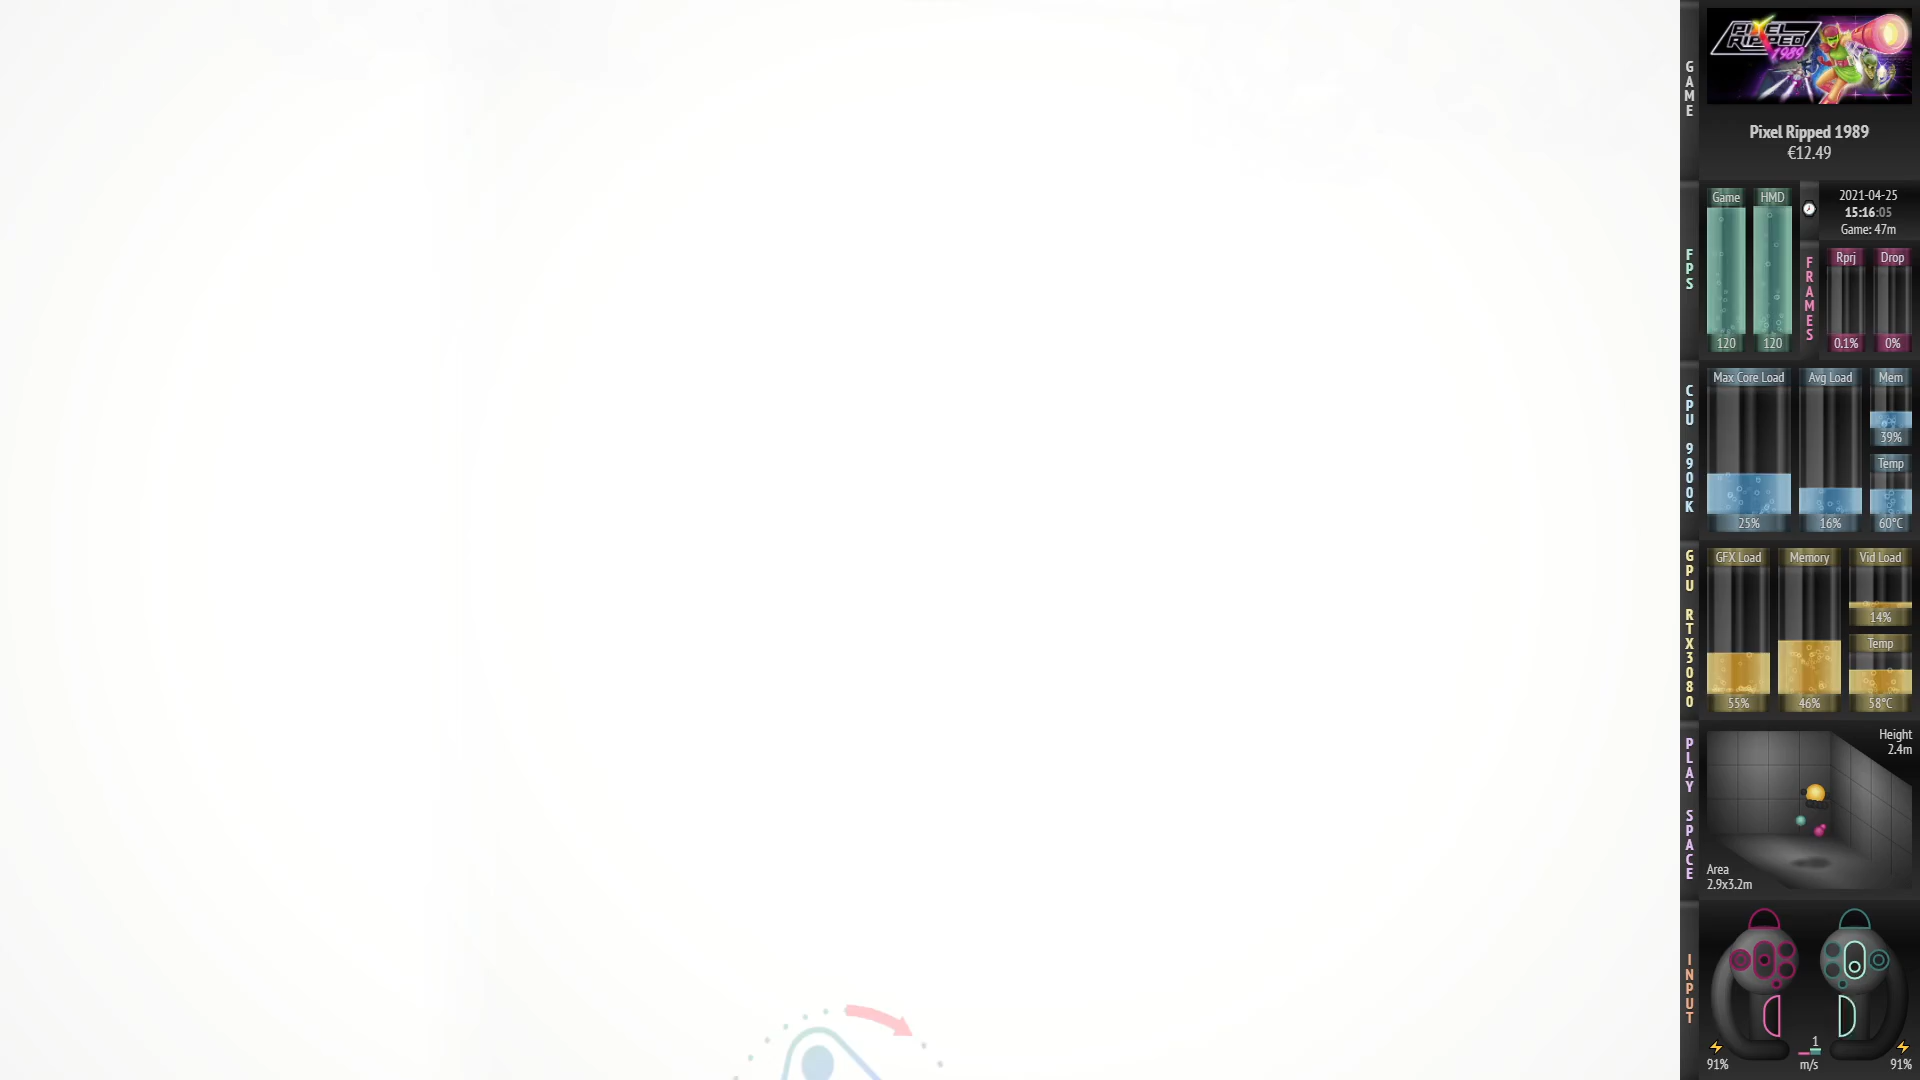 GAME
PIXEL
RIPPED
1989
Pixel Ripped 1989
€12.49
FPS
Game HMD
120 120
2021-04-25
15:16:05
Game: 47m
FRAMES
Rprj Drop
0.1% 0%
CPU 9900K
Max Core Load Avg Load Mem
39%
Temp
25% 16% 60°C
GPU RTX3080
GFX Load Memory Vid Load
14%
Temp
55% 46% 58°C
PLAY SPACE
Height
2.4m
Area
2.9x3.2m
INPUT
1
91% m/s 91%